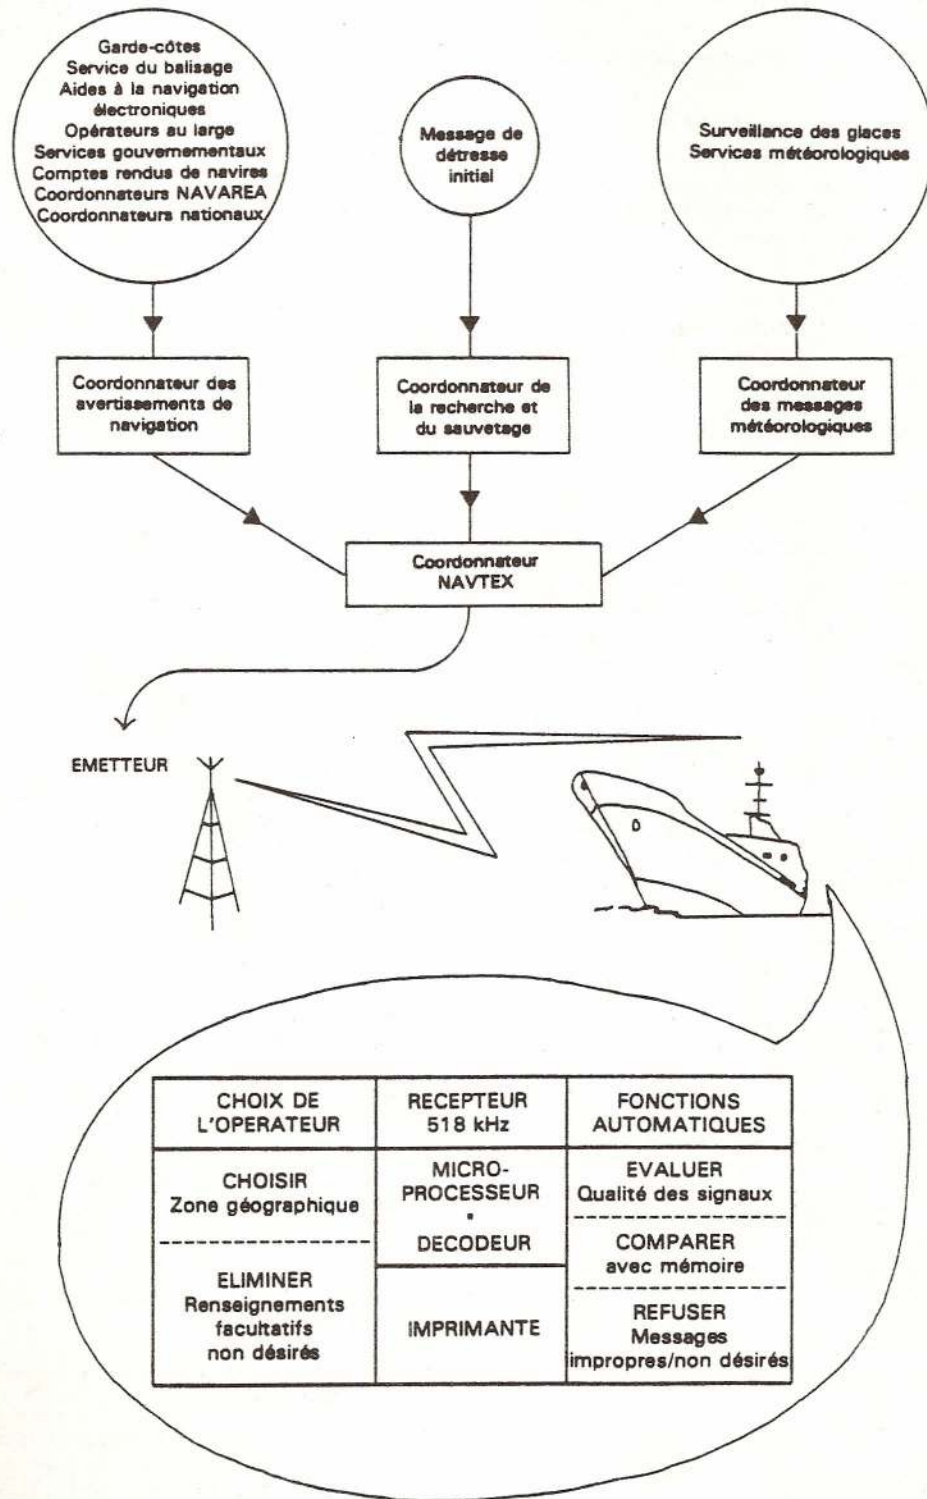 Garde-côtes
Service du balisage
Aides à la navigation
électroniques
Opérateurs au large
Services gouvernementaux
Comptes rendus de navires
Coordonnateurs NAVAREA
Coordonnateurs nationaux
Message de
détresse
initial
Surveillance des glaces
Services météorologiques
Coordonnateur des
avertissements de
navigation
Coordonnateur de
la recherche et
du sauvetage
Coordonnateur
des messages
météorologiques
Coordonnateur
NAVTEX
EMETTEUR
CHOIX DE
L'OPERATEUR
RECEPTEUR
518 kHz
FONCTIONS
AUTOMATIQUES
CHOISIR
Zone géographique
ELIMINER
Renseignements
facultatifs
non désirés
MICRO-
PROCESSEUR
DECODEUR
IMPRIMANTE
EVALUER
Qualité des signaux
COMPARER
avec mémoire
REFUSER
Messages
impropres/non désirés